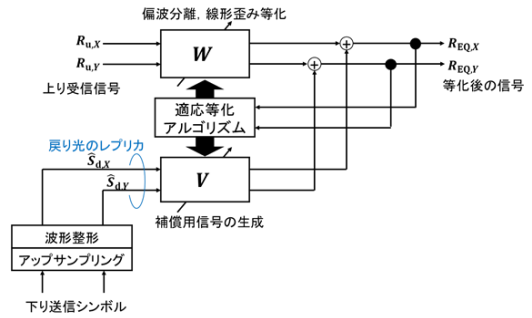 偏波分離，線形歪み等化
R_u,X
R_u,Y
W
R_EQ,X
R_EQ,Y
上り受信信号
等化後の信号
適応等化
アルゴリズム
戻り光のレプリカ
Ŝ_d,X
Ŝ_d,Y
V
補償用信号の生成
波形整形
アップサンプリング
下り送信シンボル